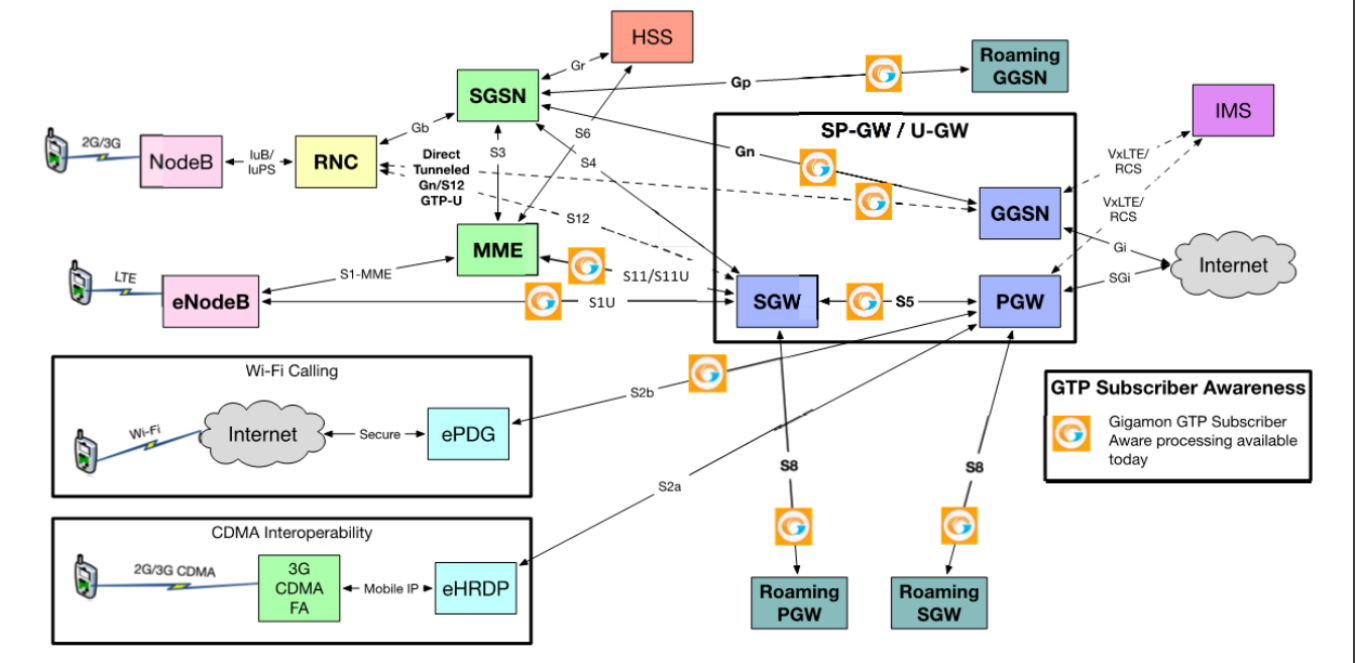 HSS
Roaming
GGSN
Gr
Gp
SGSN
IMS
SP-GW / U-GW
2G/3G
NodeB
IuB/
IuPS
RNC
Gb
Direct
Tunneled
Gn/S12
GTP-U
S3
S6
S4
Gn
VxLTE/
RCS
VxLTE/
RCS
GGSN
S12
Gi
MME
Internet
LTE
S1-MME
S11/S11U
SGi
eNodeB
S1U
SGW
S5
PGW
Wi-Fi Calling
S2b
GTP Subscriber Awareness
Gigamon GTP Subscriber
Aware processing available
today
Wi-Fi
Internet
Secure
ePDG
S8
S8
S2a
CDMA Interoperability
2G/3G CDMA
3G
CDMA
FA
Mobile IP
eHRDP
Roaming
PGW
Roaming
SGW